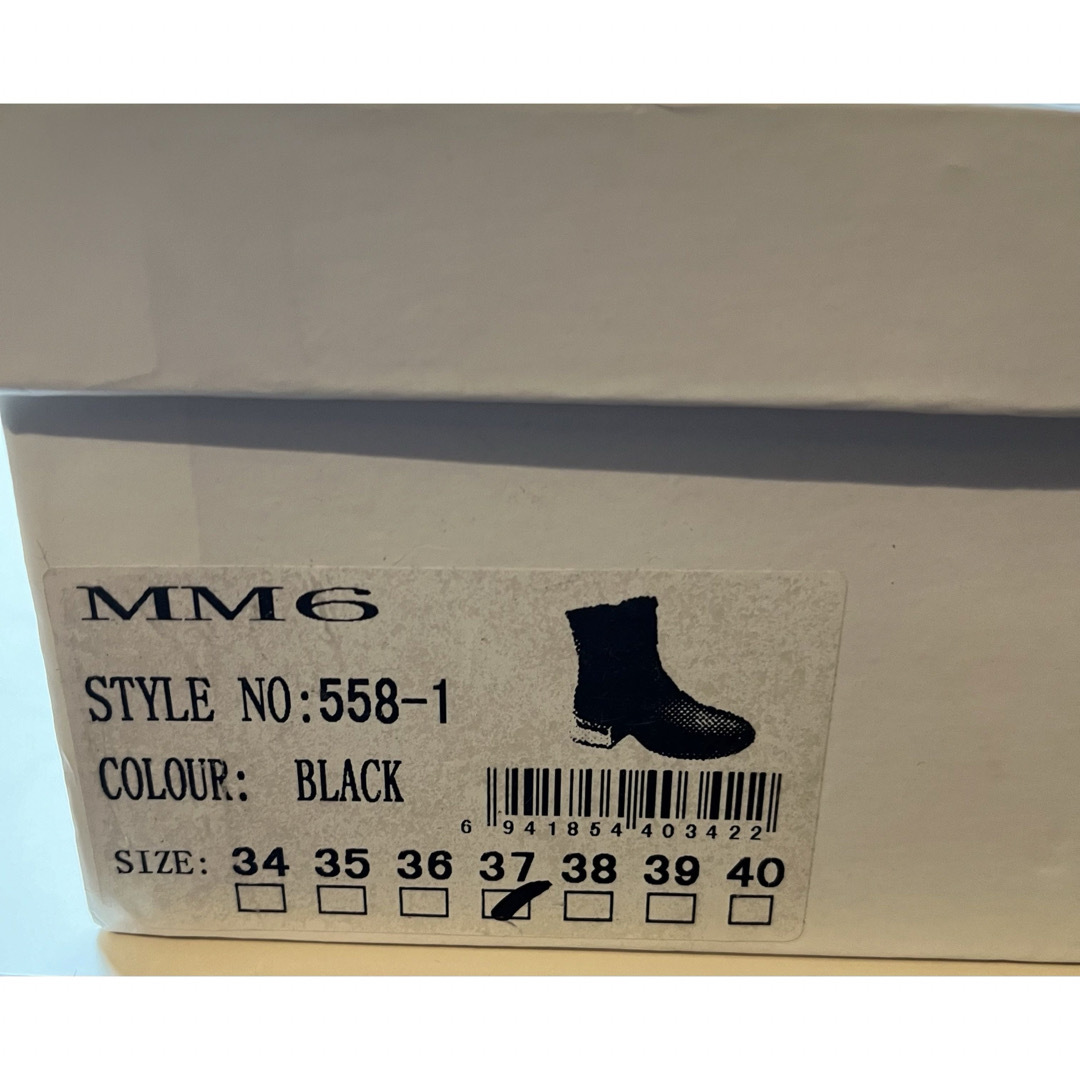 MM6
STYLE NO:558-1
COLOUR: BLACK
6 941854 403422
SIZE: 34 35 36 37 38 39 40